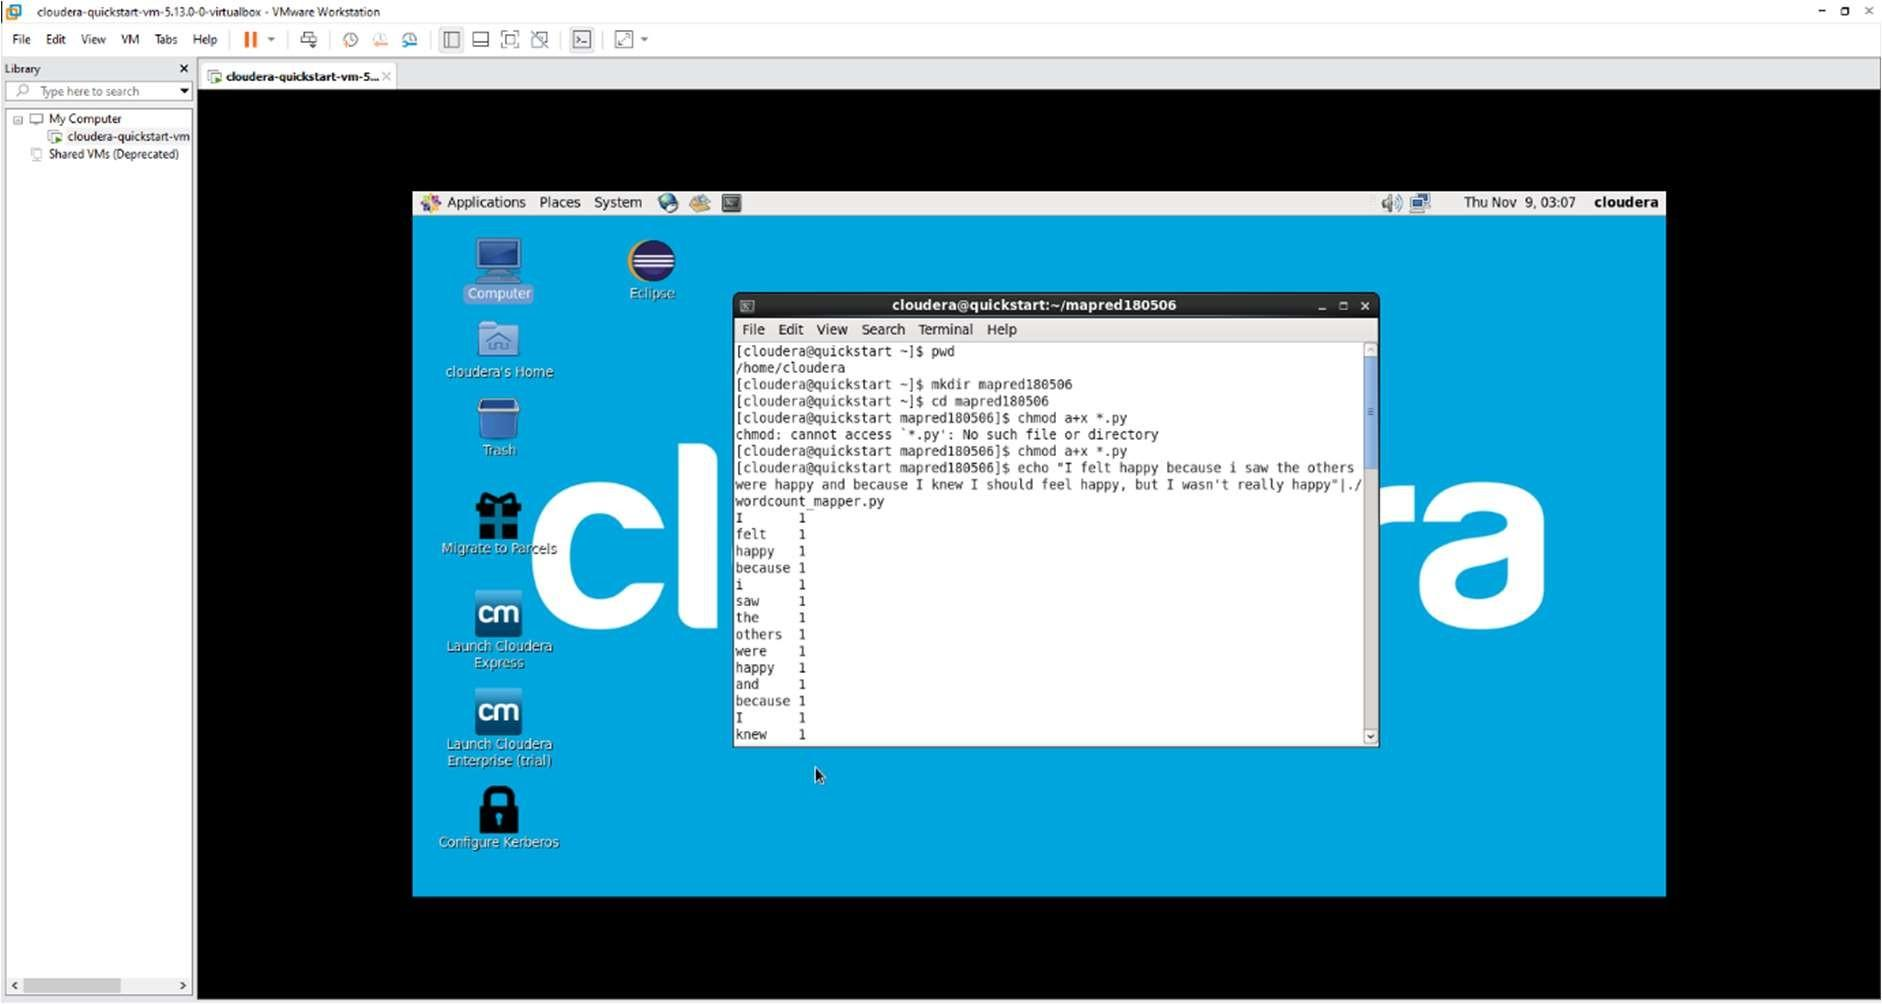 cloudera-quickstart-vm-5.13.0-0-virtualbox - VMware Workstation
File Edit View VM Tabs Help
Library
cloudera-quickstart-vm-5...
Type here to search
My Computer
cloudera-quickstart-vm
Shared VMs (Deprecated)
Applications Places System
Thu Nov 9, 03:07 cloudera
Computer
Eclipse
cloudera's Home
Trash
Migrate to Parcels
cm
Launch Cloudera
Express
cm
Launch Cloudera
Enterprise (trial)
Configure Kerberos
cloudera@quickstart:~/mapred180506
File Edit View Search Terminal Help
[cloudera@quickstart ~]$ pwd
/home/cloudera
[cloudera@quickstart ~]$ mkdir mapred180506
[cloudera@quickstart ~]$ cd mapred180506
[cloudera@quickstart mapred180506]$ chmod a+x *.py
chmod: cannot access `*.py': No such file or directory
[cloudera@quickstart mapred180506]$ chmod a+x *.py
[cloudera@quickstart mapred180506]$ echo "I felt happy because i saw the others
were happy and because I knew I should feel happy, but I wasn't really happy"|./
wordcount_mapper.py
I 1
felt 1
happy 1
because 1
i 1
saw 1
the 1
others 1
were 1
happy 1
and 1
because 1
I 1
knew 1
cl
ra